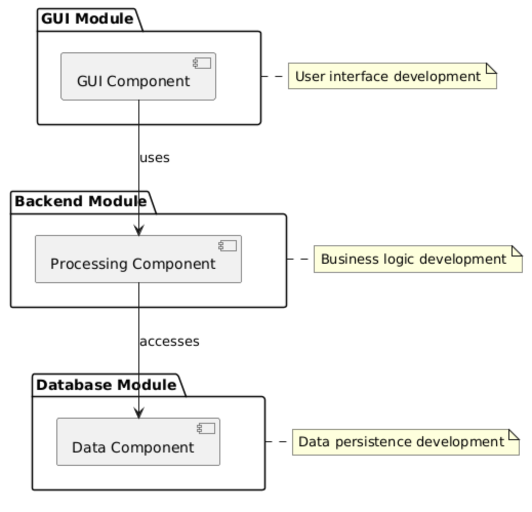 GUI Module
GUI Component
User interface development
uses
Backend Module
Processing Component
Business logic development
accesses
Database Module
Data Component
Data persistence development